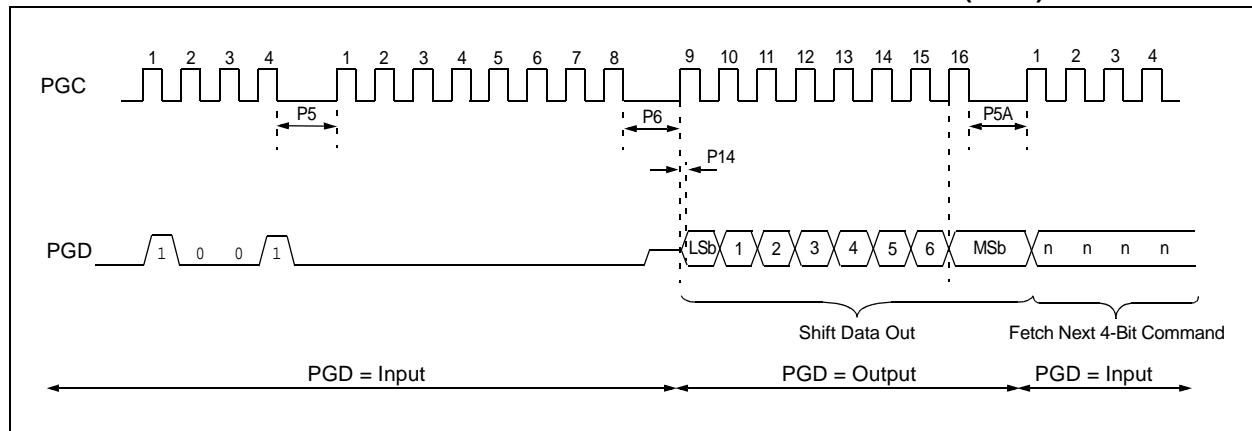 1 2 3 4 1 2 3 4 5 6 7 8 9 10 11 12 13 14 15 16 1 2 3 4
PGC
P5 P6 P5A
P14
PGD 1 0 0 1 LSb 1 2 3 4 5 6 MSb n n n n
Shift Data Out Fetch Next 4-Bit Command
PGD = Input PGD = Output PGD = Input